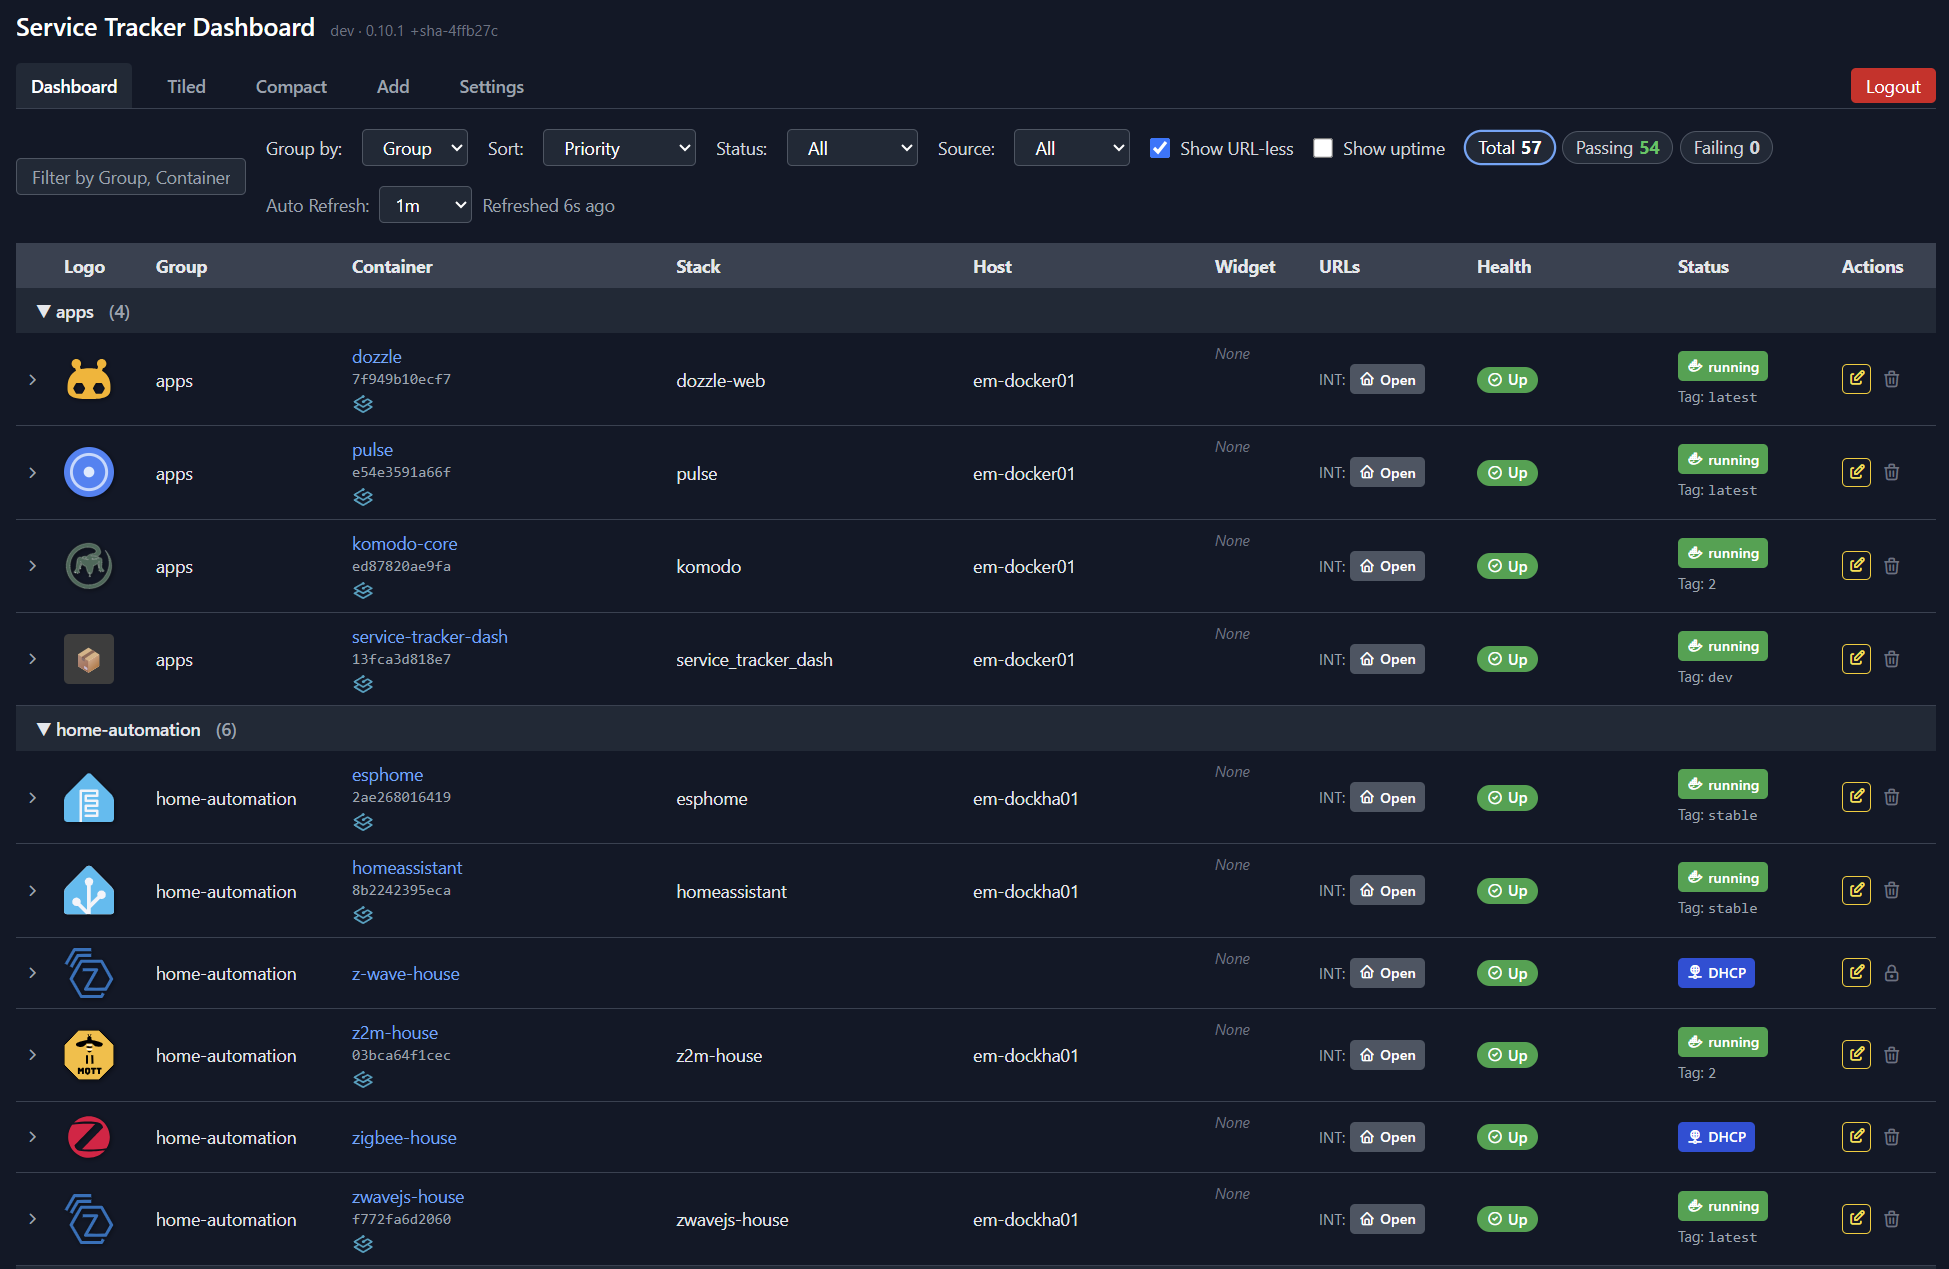 Service Tracker Dashboard dev · 0.10.1 +sha-4ffb27c
Dashboard Tiled Compact Add Settings Logout
Filter by Group, Container
Group by: Group Sort: Priority Status: All Source: All Show URL-less Show uptime Total 57 Passing 54 Failing 0
Auto Refresh: 1m Refreshed 6s ago
Logo Group Container Stack Host Widget URLs Health Status Actions
▼ apps (4)
apps dozzle 7f949b10ecf7 dozzle-web em-docker01 None INT: Open Up running Tag: latest
apps pulse e54e3591a66f pulse em-docker01 None INT: Open Up running Tag: latest
apps komodo-core ed87820ae9fa komodo em-docker01 None INT: Open Up running Tag: 2
apps service-tracker-dash 13fca3d818e7 service_tracker_dash em-docker01 None INT: Open Up running Tag: dev
▼ home-automation (6)
home-automation esphome 2ae268016419 esphome em-dockha01 None INT: Open Up running Tag: stable
home-automation homeassistant 8b2242395eca homeassistant em-dockha01 None INT: Open Up running Tag: stable
home-automation z-wave-house None INT: Open Up DHCP
MQTT home-automation z2m-house 03bca64f1cec z2m-house em-dockha01 None INT: Open Up running Tag: 2
home-automation zigbee-house None INT: Open Up DHCP
home-automation zwavejs-house f772fa6d2060 zwavejs-house em-dockha01 None INT: Open Up running Tag: latest